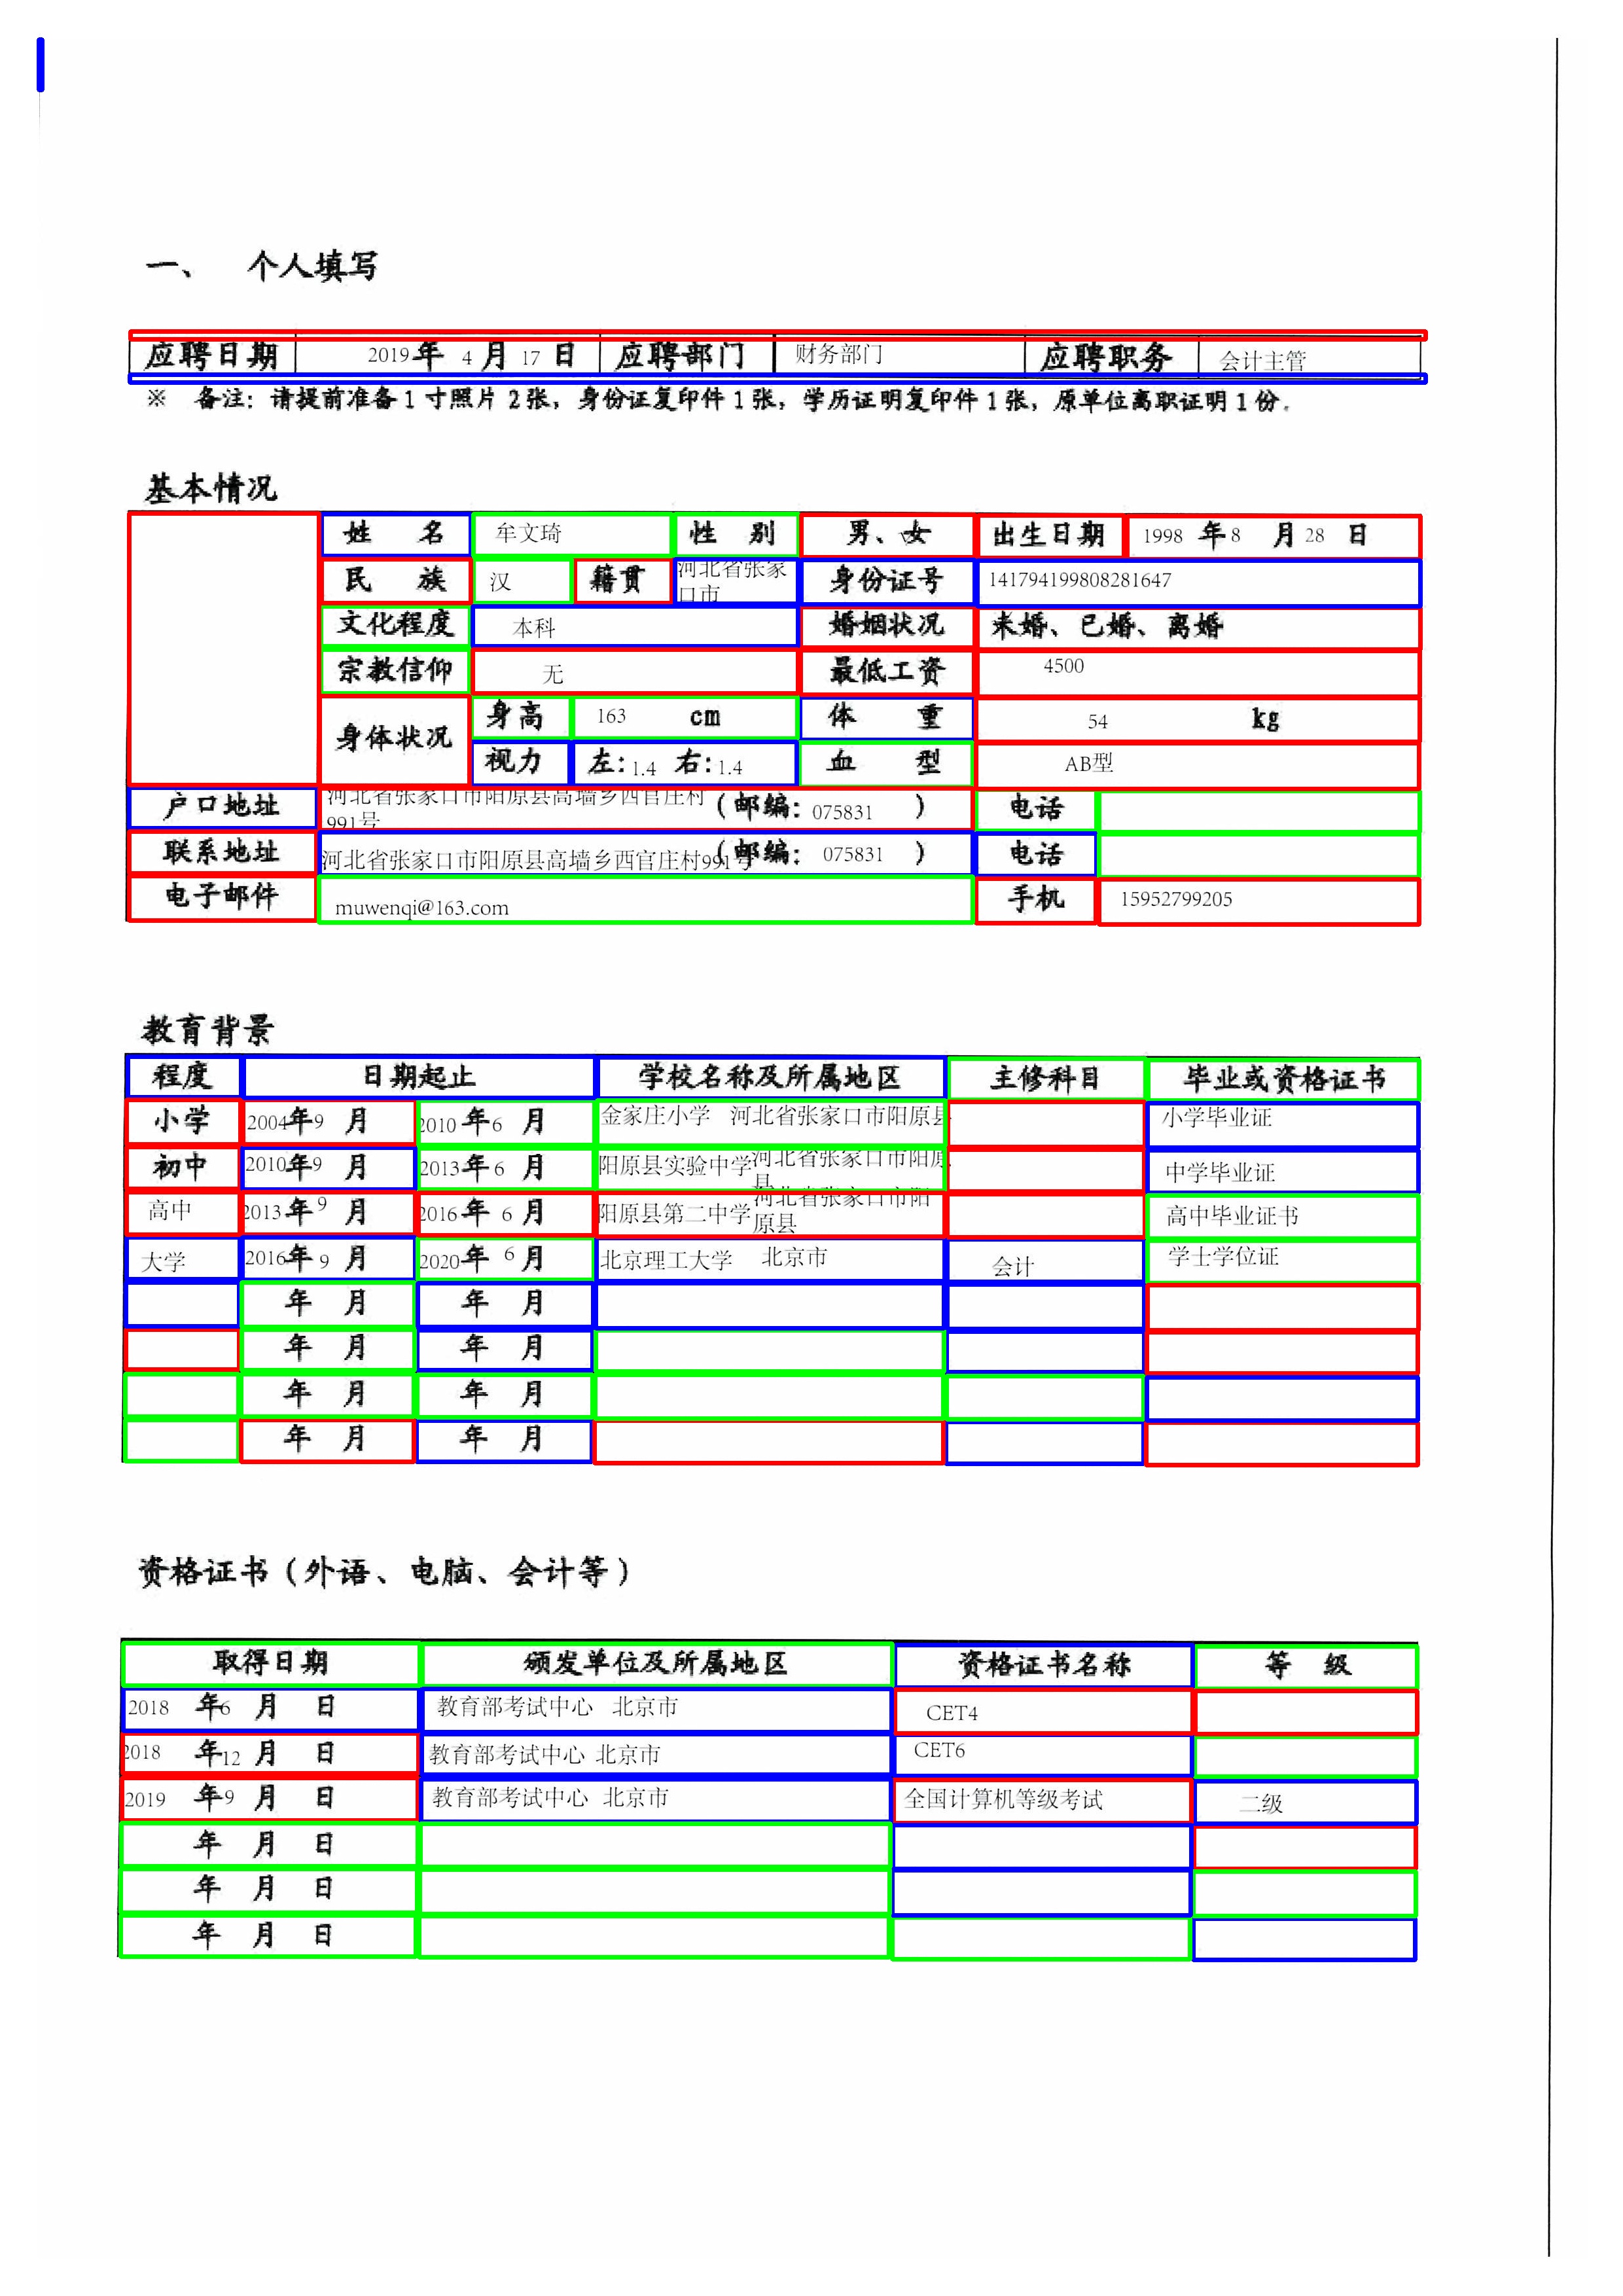 一、 个人填写
应聘日期 2019年 4 月 17 日 应聘部门 财务部门 应聘职务 会计主管
※ 备注：请提前准备1寸照片2张，身份证复印件1张，学历证明复印件1张，原单位离职证明1份.
基本情况
姓 名 牟文琦 性 别 男、女 出生日期 1998 年 8 月 28 日
民 族 汉 籍贯 河北省张家口市 身份证号 141794199808281647
文化程度 本科 婚姻状况 未婚、已婚、离婚
宗教信仰 无 最低工资 4500
身体状况 身高 163 cm 体 重 54 kg
视力 左：1.4 右：1.4 血 型 AB型
户口地址 河北省张家口市阳原县高墙乡西官庄村991号 （邮编：075831 ） 电话
联系地址 河北省张家口市阳原县高墙乡西官庄村991号 （邮编： 075831 ） 电话
电子邮件 muwenqi@163.com 手机 15952799205
教育背景
程度 日期起止 学校名称及所属地区 主修科目 毕业或资格证书
小学 2004年9 月 2010年6 月 金家庄小学 河北省张家口市阳原县 小学毕业证
初中 2010年9 月 2013年6 月 阳原县实验中学 河北省张家口市阳原县 中学毕业证
高中 2013年9 月 2016年 6 月 阳原县第二中学 河北省张家口市阳原县 高中毕业证书
大学 2016年 9 月 2020年 6 月 北京理工大学 北京市 会计 学士学位证
年 月 年 月
年 月 年 月
年 月 年 月
年 月 年 月
资格证书（外语、电脑、会计等）
取得日期 颁发单位及所属地区 资格证书名称 等 级
2018 年6 月 日 教育部考试中心 北京市 CET4
2018 年12 月 日 教育部考试中心 北京市 CET6
2019 年9 月 日 教育部考试中心 北京市 全国计算机等级考试 二级
年 月 日
年 月 日
年 月 日